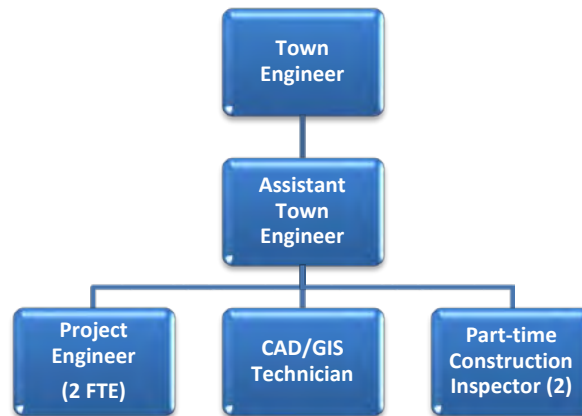 Town
Engineer
Assistant
Town
Engineer
Project
Engineer
(2 FTE)
CAD/GIS
Technician
Part-time
Construction
Inspector (2)